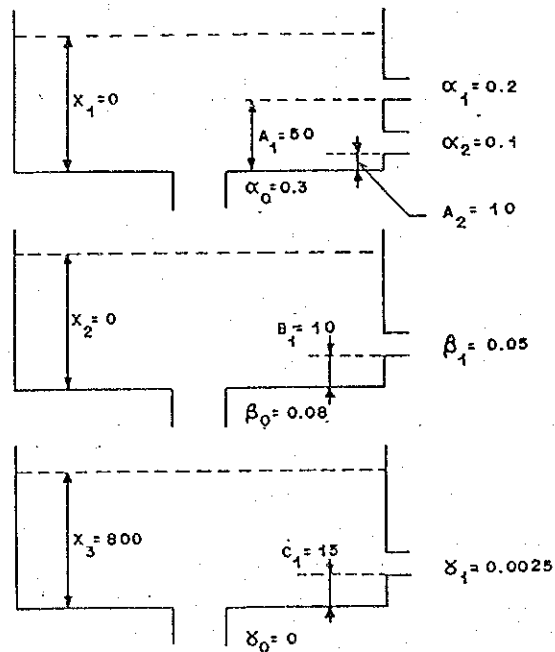 α₁ = 0.2
X₁=0
A₁=50
α₂=0.1
α₀=0.3
A₂= 10
X₂=0
B₁=10
β₁= 0.05
β₀= 0.08
X₃=800
C₁=15
γ₁=0.0025
γ₀= 0